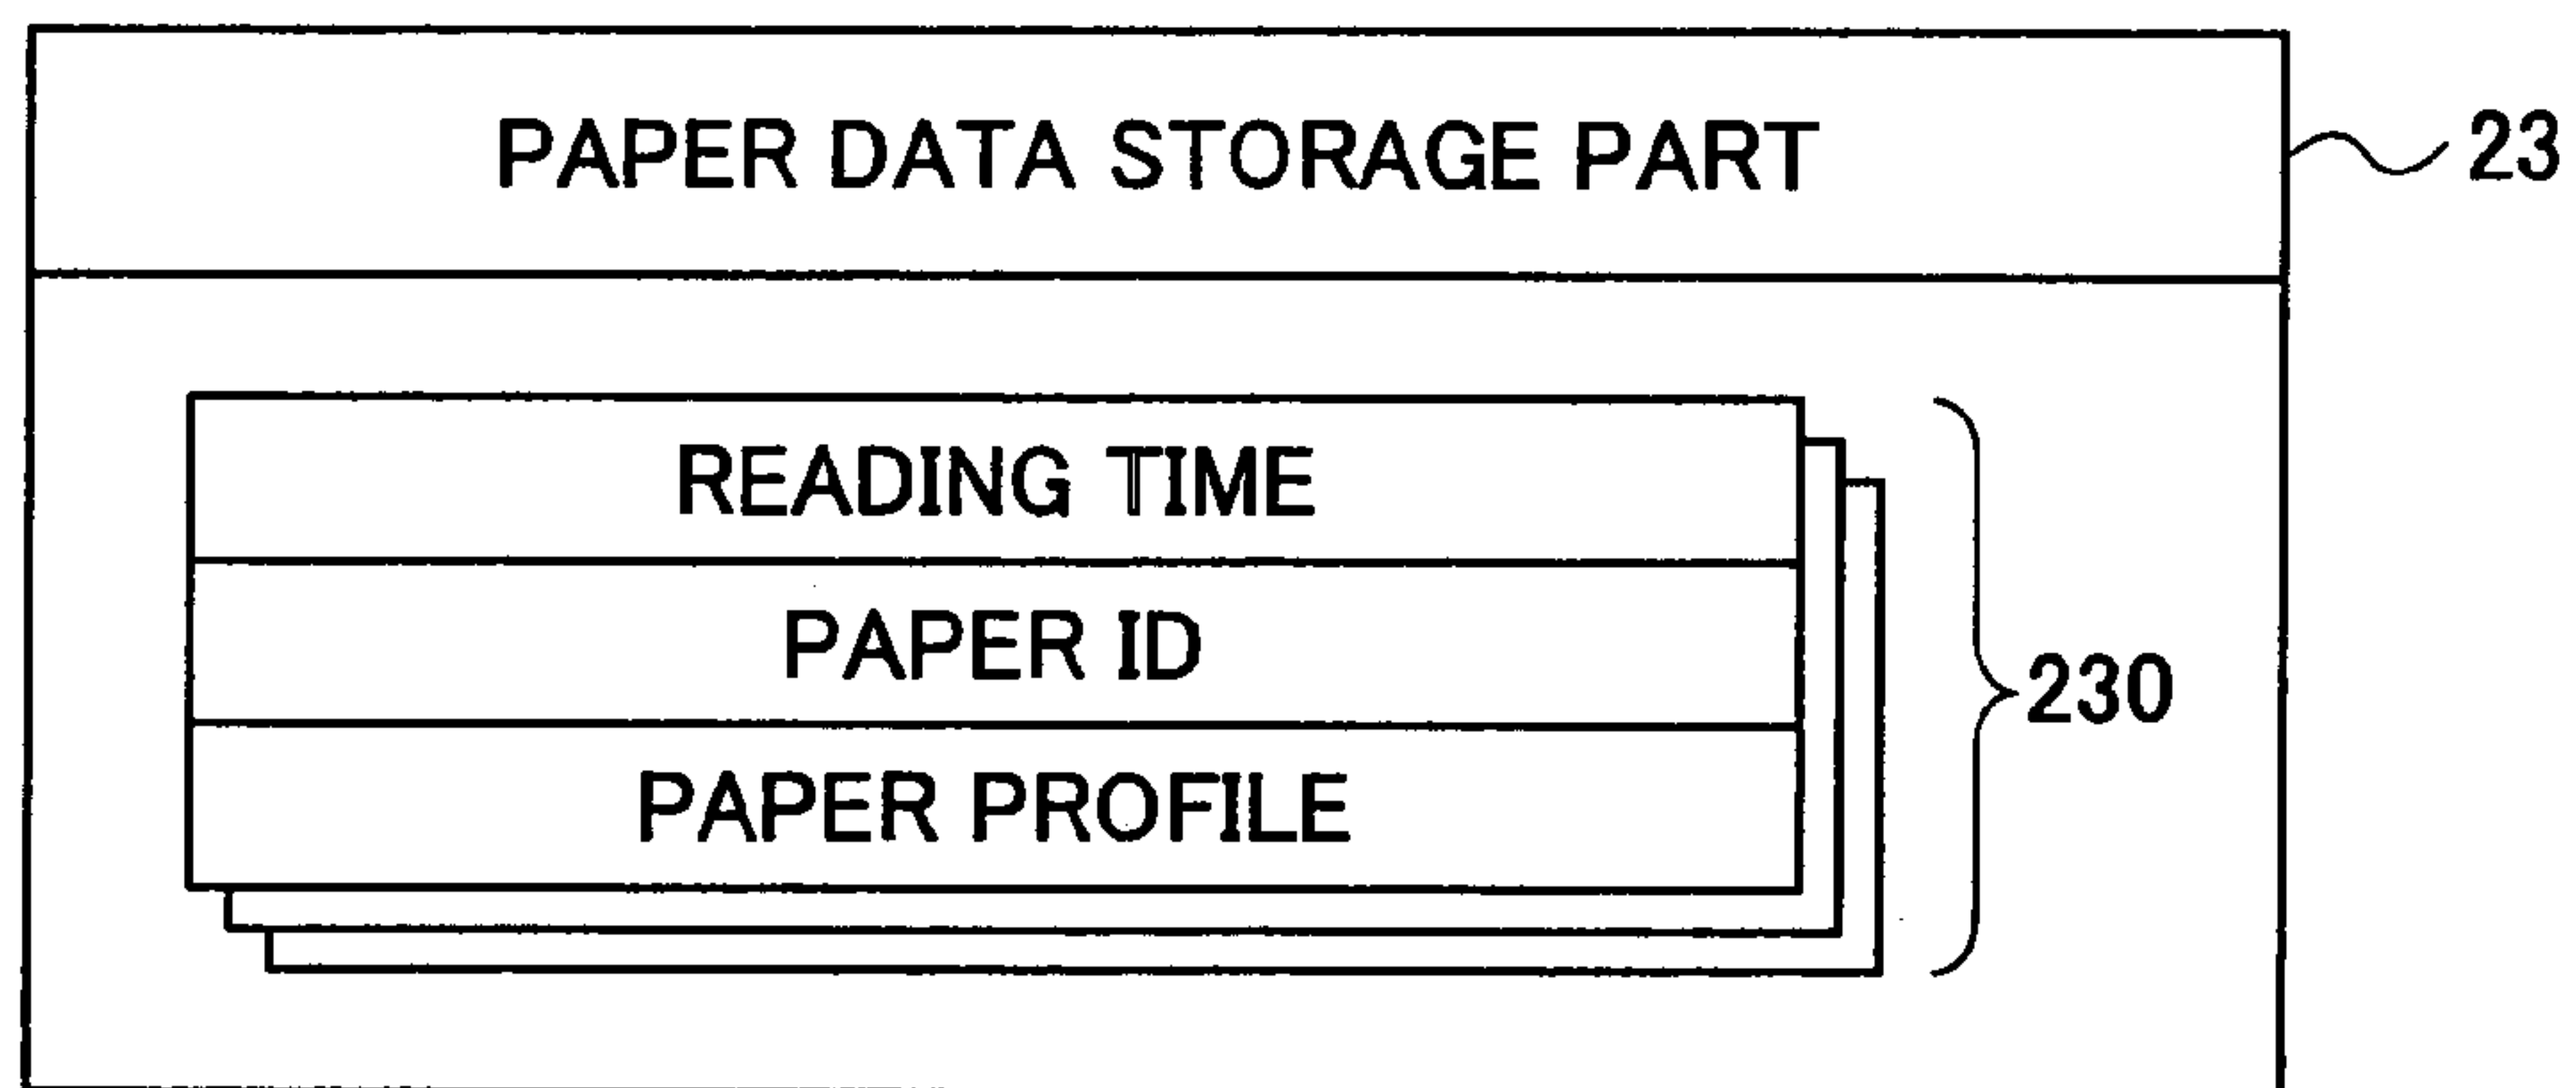 PAPER DATA STORAGE PART
23
READING TIME
PAPER ID
230
PAPER PROFILE